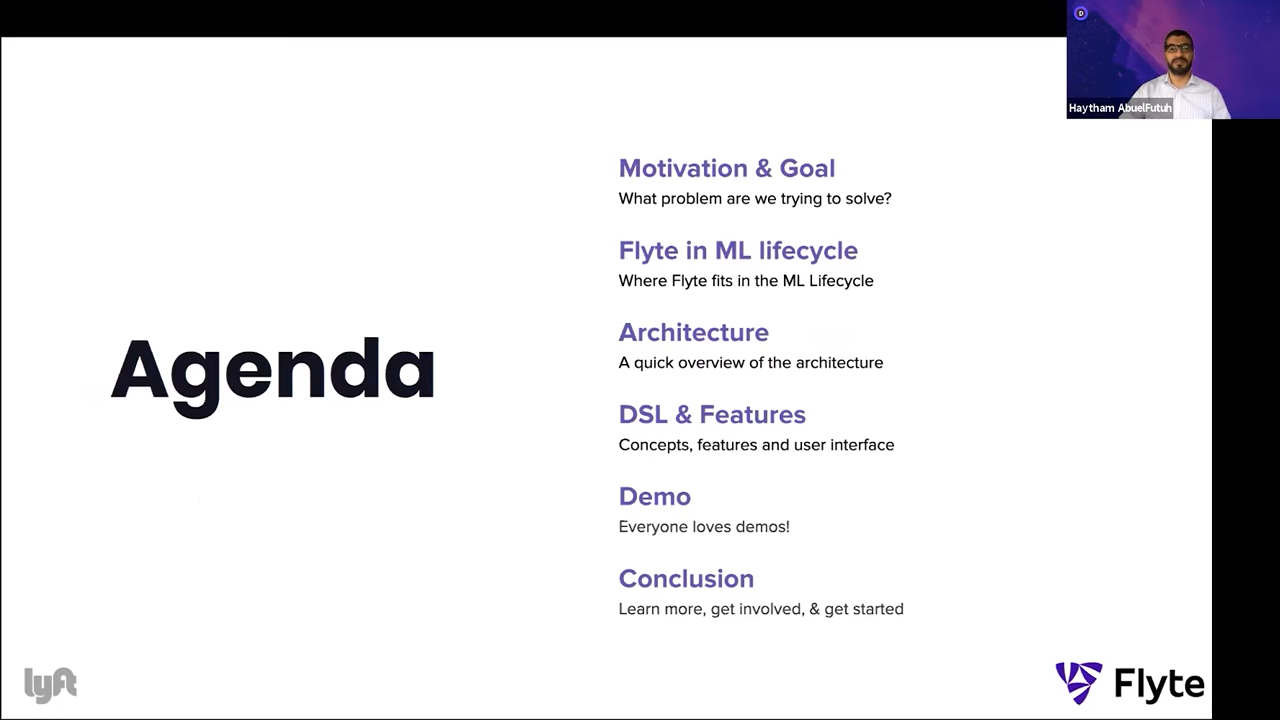 D
Haytham AbuelFutuh
Motivation & Goal
What problem are we trying to solve?
Flyte in ML lifecycle
Where Flyte fits in the ML Lifecycle
Agenda
Architecture
A quick overview of the architecture
DSL & Features
Concepts, features and user interface
Demo
Everyone loves demos!
Conclusion
Learn more, get involved, & get started
lyft
Flyte